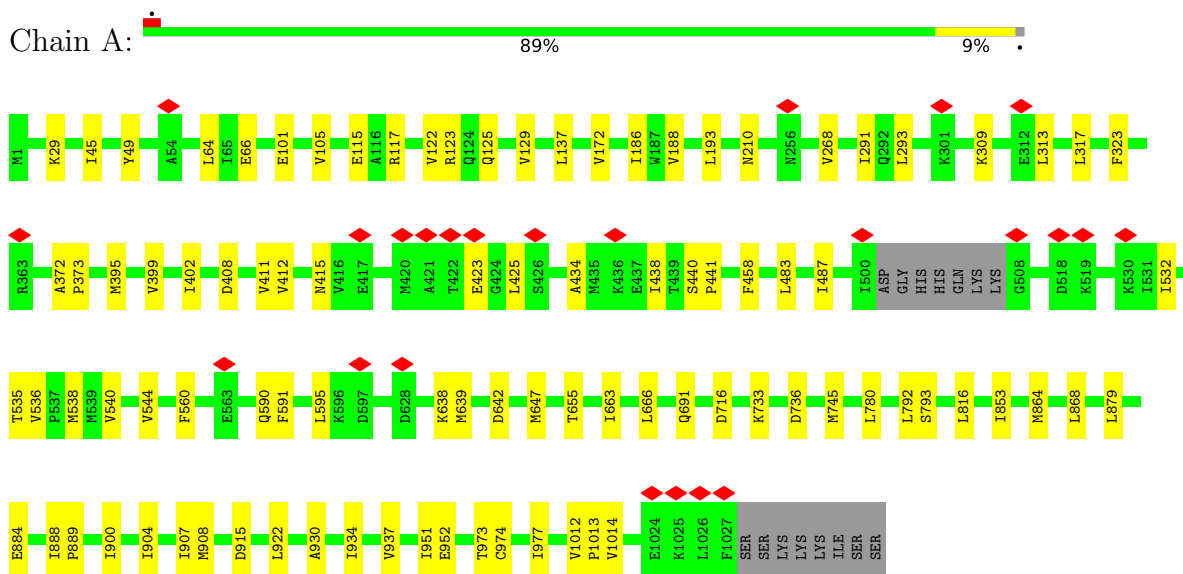 Chain A:
89% 9%
M1 K29 I45 Y49 A54 L64 I65 E66 E101 V105 E115 A116 R117 V122 R123 Q124 Q125 V129 L137 V172 I186 W187 V188 L193 N210 N256 V268 I291 Q292 L293 K301 K309 E312 L313 L317 F323
R363 A372 P373 M395 V399 I402 D408 V411 V412 N415 V416 E417 M420 A421 T422 E423 G424 L425 S426 A434 M435 K436 E437 I438 T439 S440 P441 F458 L483 I487 I500 ASP GLY HIS HIS GLN LYS LYS G508 D518 K519 K530 I531 I532
T535 V536 P537 M538 M539 V540 V544 F560 E563 Q590 F591 L595 K596 D597 D628 K638 M639 D642 M647 T655 I663 L666 Q691 D716 K733 D736 M745 L780 L792 S793 L816 I853 M864 L868 L879
E884 I888 P889 I900 I904 I907 M908 D915 L922 A930 I934 V937 I951 E952 T973 C974 I977 V1012 P1013 V1014 E1024 K1025 L1026 F1027 SER SER LYS LYS LYS ILE SER SER